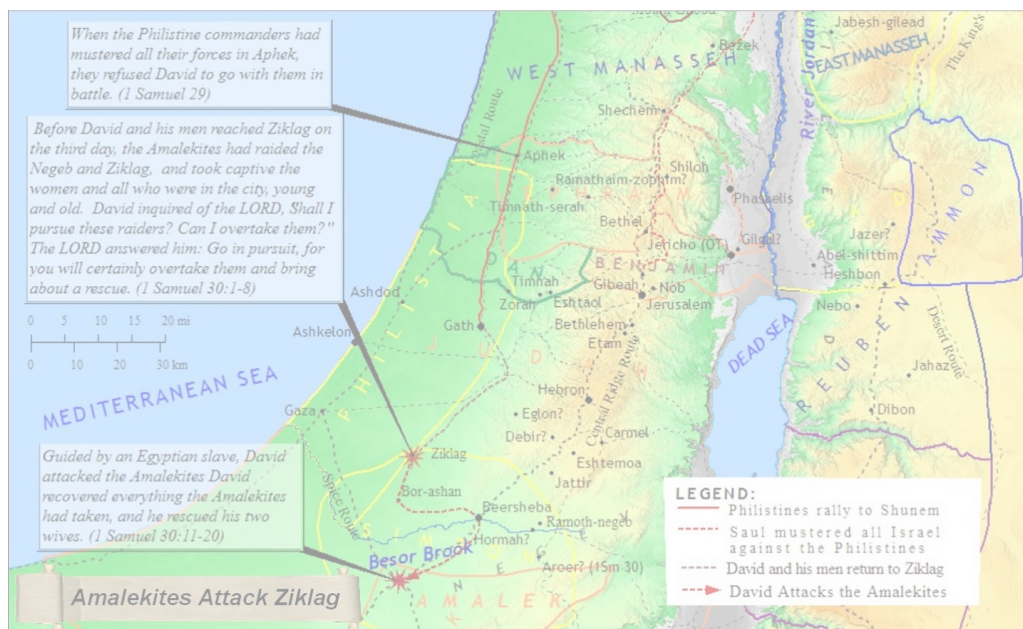 When the Philistine commanders had
mustered all their forces in Aphek,
they refused David to go with them in
battle. (1 Samuel 29)
Before David and his men reached Ziklag on
the third day, the Amalekites had raided the
Negeb and Ziklag, and took captive the
women and all who were in the city, young
and old. David inquired of the LORD, Shall I
pursue these raiders? Can I overtake them?"
The LORD answered him: Go in pursuit, for
you will certainly overtake them and bring
about a rescue. (1 Samuel 30:1-8)
Guided by an Egyptian slave, David
attacked the Amalekites David
recovered everything the Amalekites
had taken, and he rescued his two
wives. (1 Samuel 30:11-20)
Amalekites Attack Ziklag
0 5 10 15 20 mi
0 10 20 30 km
MEDITERRANEAN SEA
Jabesh-gilead
The King's
Bezek
WEST MANASSEH
EAST MANASSEH
River Jordan
Shechem
Aphek
Shiloh
Ramathaim-zophim?
Timnath-serah
Phasaelis
AMMON
Bethel
Jericho (OT)
Gilgal?
Jazer?
Abel-shittim
Heshbon
PHILISTIA
DAN
BENJAMIN
Timnah
Gibeah
Nob
Zorah
Eshtaol
Jerusalem
Nebo
Ashdod
Ashkelon
Gath
Bethlehem
Etam
JUDAH
DEAD SEA
REUBEN
Desert Route
Jahaz
Hebron
Central Ridge Route
Gaza
Eglon?
Dibon
Debir?
Carmel
Ziklag
Eshtemoa
Jattir
Spice Route
Bor-ashan
Beersheba
Ramoth-negeb
Hormah?
SIMEON
Besor Brook
Aroer? (1Sm 30)
NEGEV
AMALEK
LEGEND:
Philistines rally to Shunem
Saul mustered all Israel
against the Philistines
David and his men return to Ziklag
David Attacks the Amalekites